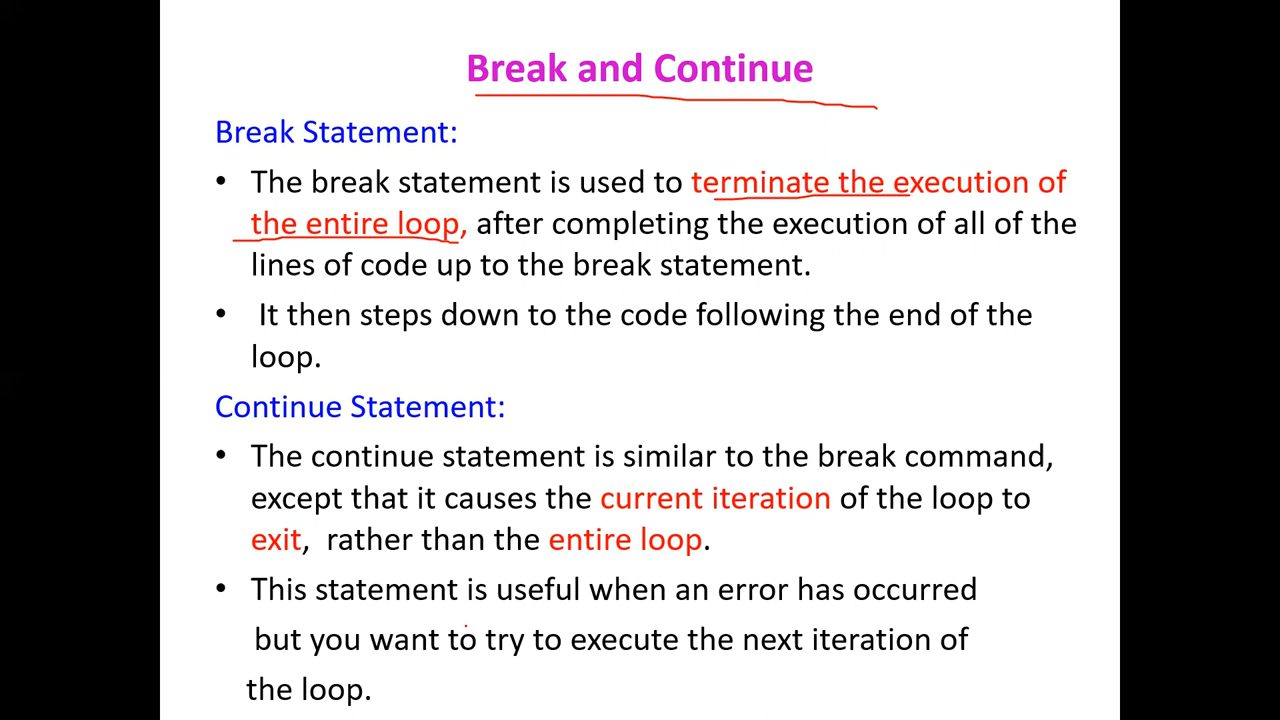 Break and Continue
Break Statement:
• The break statement is used to terminate the execution of
the entire loop, after completing the execution of all of the
lines of code up to the break statement.
• It then steps down to the code following the end of the
loop.
Continue Statement:
• The continue statement is similar to the break command,
except that it causes the current iteration of the loop to
exit, rather than the entire loop.
• This statement is useful when an error has occurred
but you want to try to execute the next iteration of
the loop.